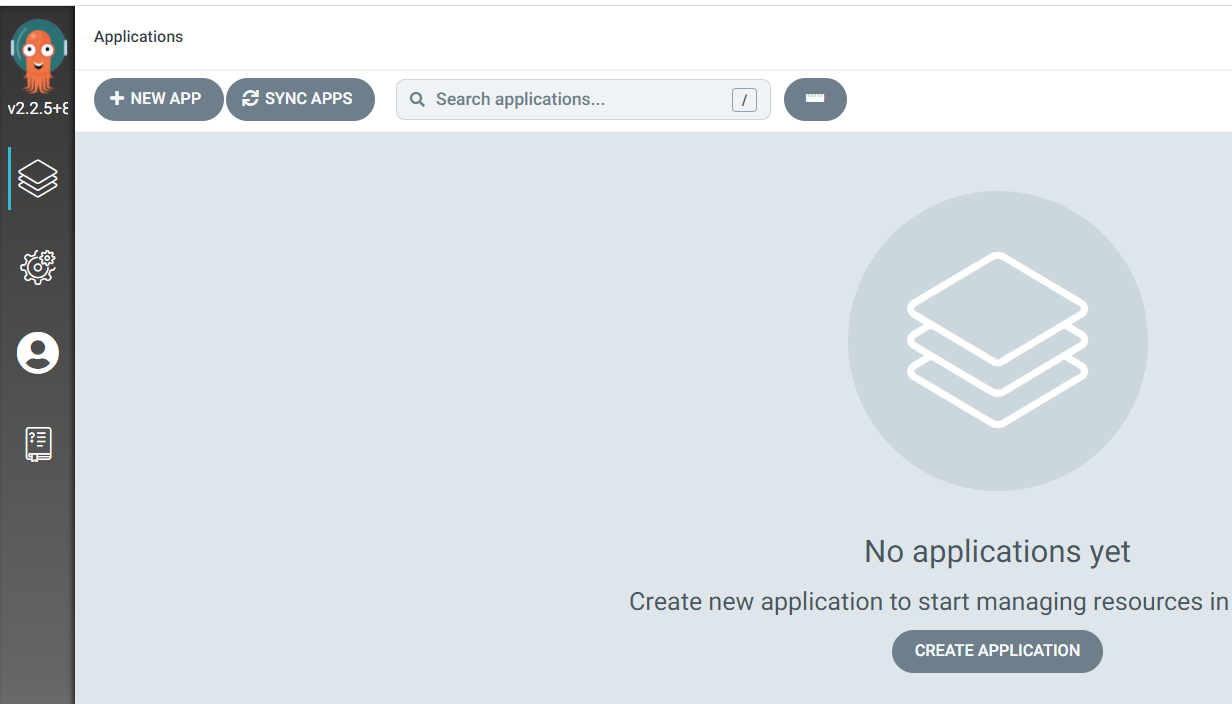 Applications
v2.2.5+8
NEW APP
SYNC APPS
Search applications...
/
No applications yet
Create new application to start managing resources in
CREATE APPLICATION